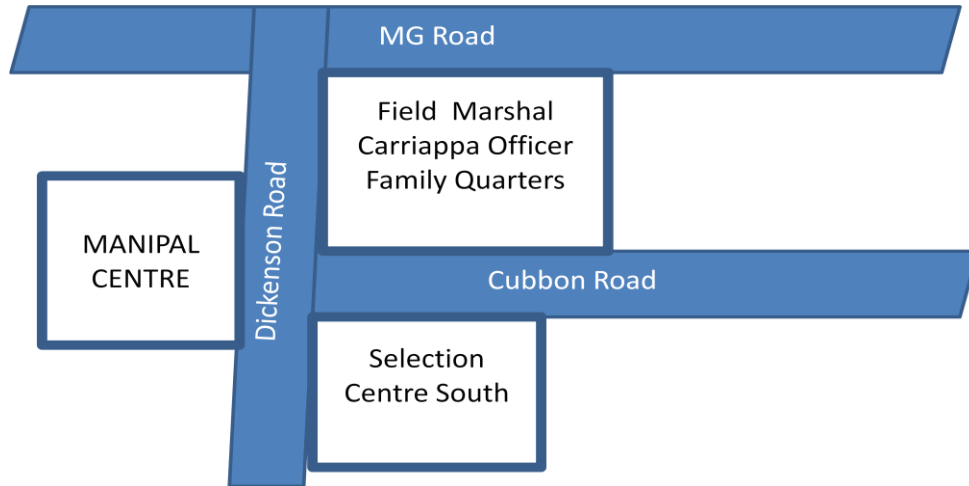 MG Road
Field  Marshal
Carriappa Officer
Family Quarters
Dickenson Road
MANIPAL
CENTRE
Cubbon Road
Selection
Centre South